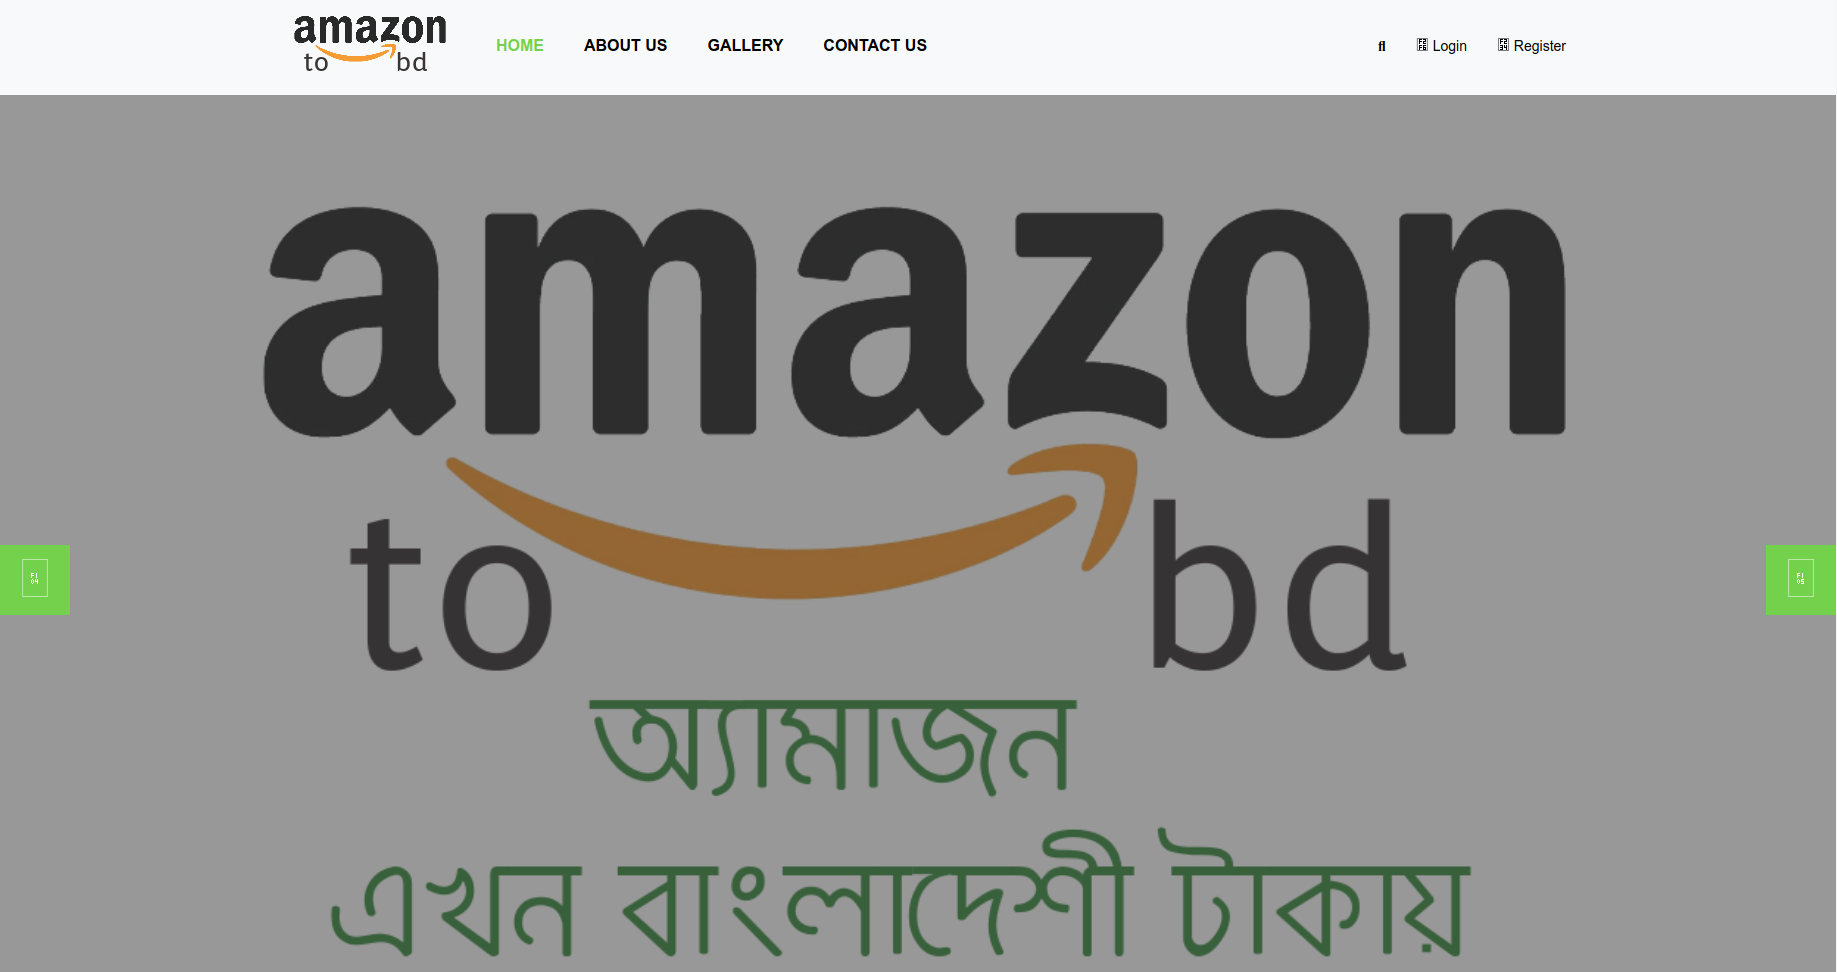 amazon
to bd
HOME ABOUT US GALLERY CONTACT US
Login Register
amazon
to bd
অ্যামাজন
এখন বাংলাদেশী টাকায়